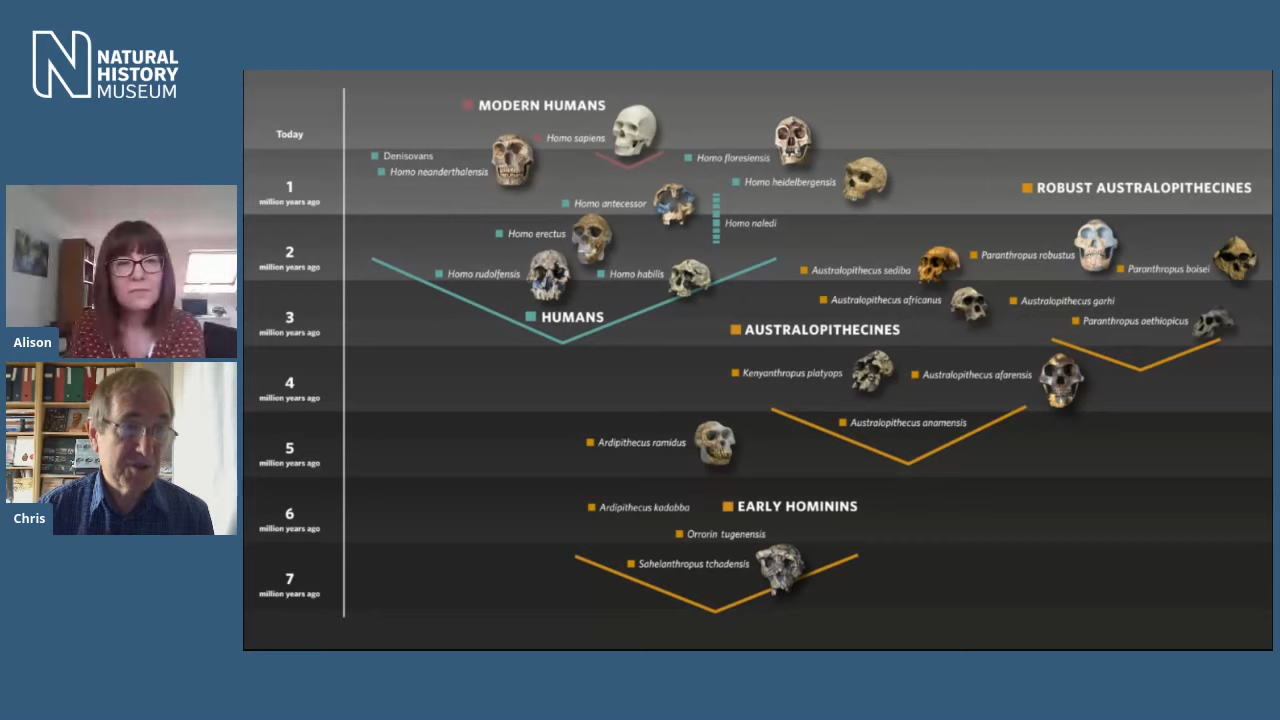 NATURAL
HISTORY
MUSEUM
Alison
Chris
MODERN HUMANS
Today
Homo sapiens
Denisovans
Homo neanderthalensis
Homo floresiensis
Homo heidelbergensis
1
million years ago
ROBUST AUSTRALOPITHECINES
Homo antecessor
Homo naledi
Homo erectus
2
million years ago
Homo rudolfensis
Homo habilis
Australopithecus sediba
Paranthropus robustus
Paranthropus boisei
Australopithecus africanus
Australopithecus garhi
3
million years ago
HUMANS
AUSTRALOPITHECINES
Paranthropus aethiopicus
4
million years ago
Kenyanthropus platyops
Australopithecus afarensis
Australopithecus anamensis
5
million years ago
Ardipithecus ramidus
6
million years ago
Ardipithecus kadabba
EARLY HOMININS
Orrorin tugenensis
Sahelanthropus tchadensis
7
million years ago